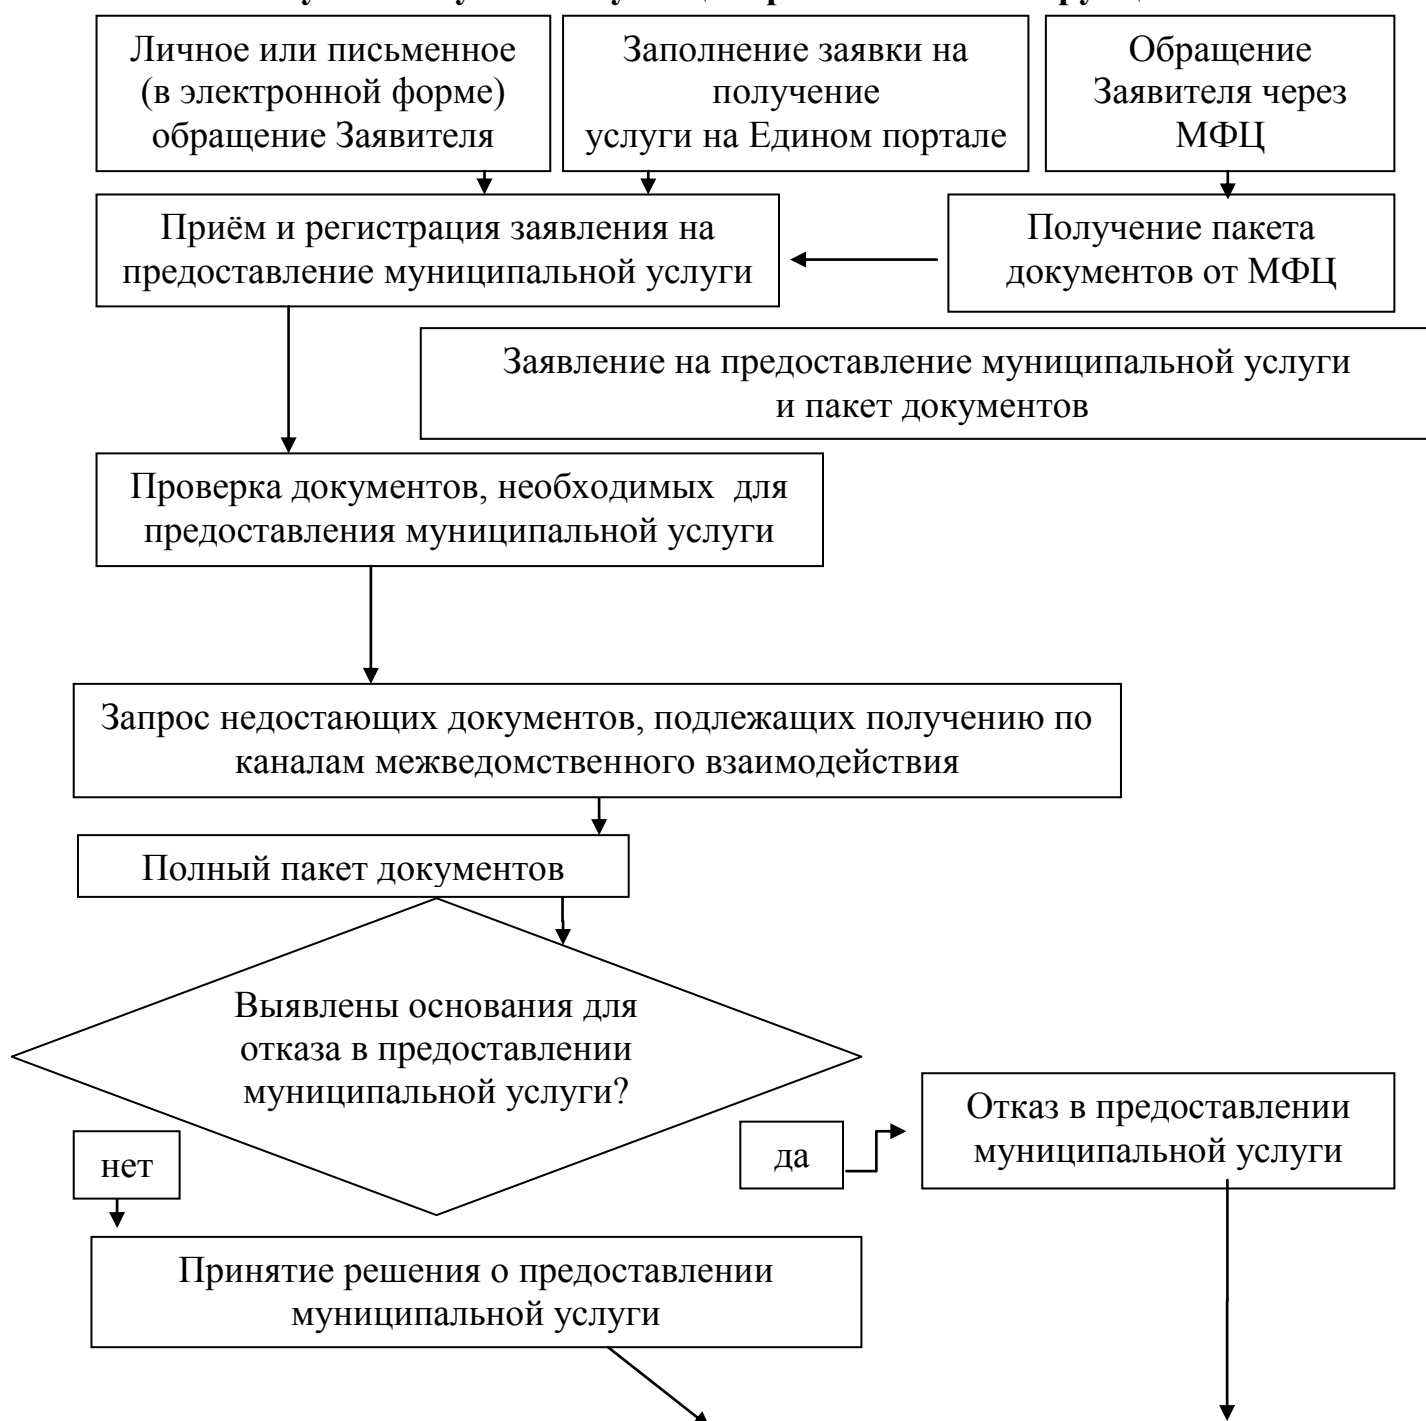 Личное или письменное
(в электронной форме)
обращение Заявителя
Заполнение заявки на
получение
услуги на Едином портале
Обращение
Заявителя через
МФЦ
Приём и регистрация заявления на
предоставление муниципальной услуги
Получение пакета
документов от МФЦ
Заявление на предоставление муниципальной услуги
и пакет документов
Проверка документов, необходимых  для
предоставления муниципальной услуги
Запрос недостающих документов, подлежащих получению по
каналам межведомственного взаимодействия
Полный пакет документов
Выявлены основания для
отказа в предоставлении
муниципальной услуги?
Отказ в предоставлении
муниципальной услуги
да
нет
Принятие решения о предоставлении
муниципальной услуги